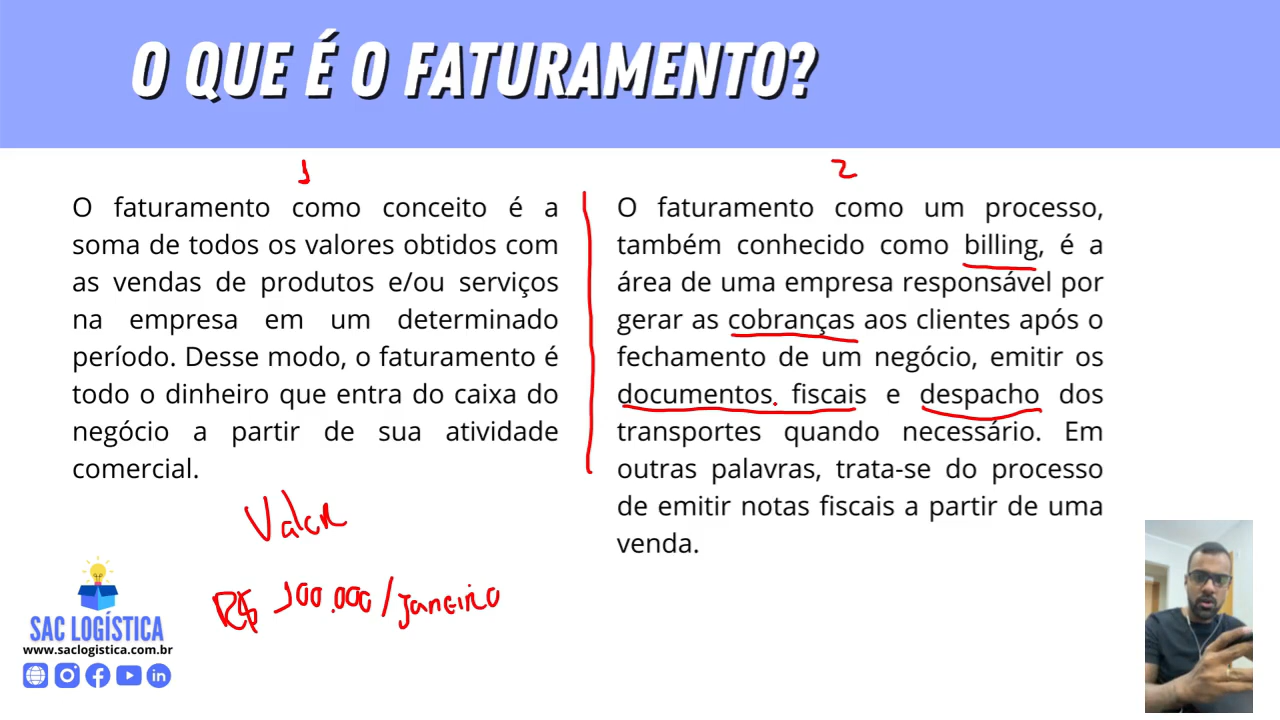 O QUE É O FATURAMENTO?
1
O faturamento como conceito é a
soma de todos os valores obtidos com
as vendas de produtos e/ou serviços
na empresa em um determinado
período. Desse modo, o faturamento é
todo o dinheiro que entra do caixa do
negócio a partir de sua atividade
comercial.
Valor
R$ 100.000/janeiro
2
O faturamento como um processo,
também conhecido como billing, é a
área de uma empresa responsável por
gerar as cobranças aos clientes após o
fechamento de um negócio, emitir os
documentos fiscais e despacho dos
transportes quando necessário. Em
outras palavras, trata-se do processo
de emitir notas fiscais a partir de uma
venda.
SAC LOGÍSTICA
www.saclogistica.com.br